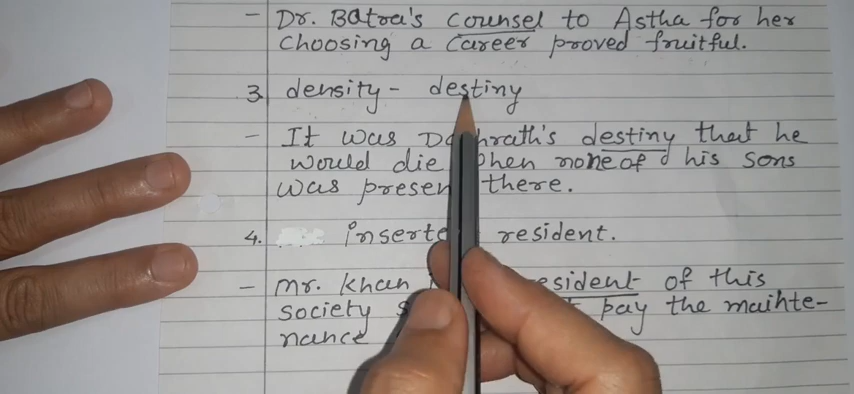 - Dr. Batra's counsel to Astha for her
choosing a career proved fruitful.
3. density - destiny
- It was D hrath's destiny that he
would die when none of his sons
was present there.
4. inserte resident.
- Mr. Khan resident of this
society pay the mainte-
nance